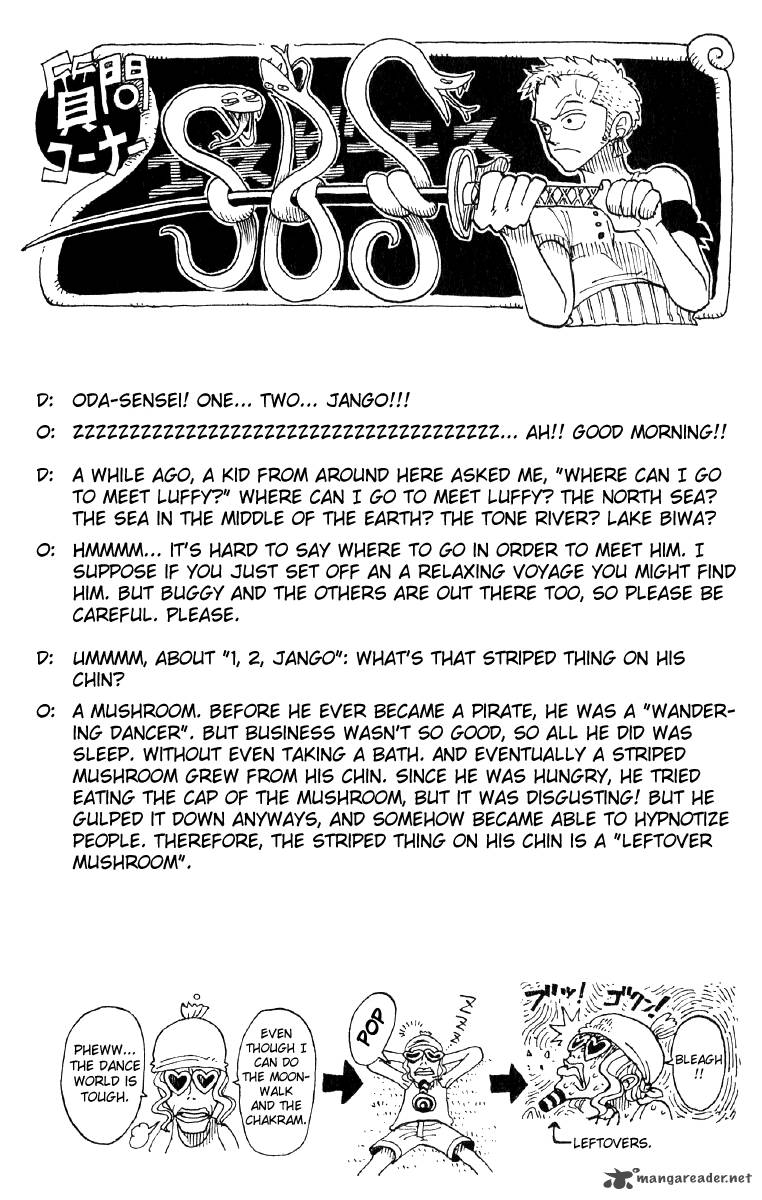 質問
コーナー
SBS
D: ODA-SENSEI! ONE... TWO... JANGO!!!
O: ZZZZZZZZZZZZZZZZZZZZZZZZZZZZZZZZZZZZZ... AH!! GOOD MORNING!!
D: A WHILE AGO, A KID FROM AROUND HERE ASKED ME, "WHERE CAN I GO
TO MEET LUFFY?" WHERE CAN I GO TO MEET LUFFY? THE NORTH SEA?
THE SEA IN THE MIDDLE OF THE EARTH? THE TONE RIVER? LAKE BIWA?
O: HMMMM... IT'S HARD TO SAY WHERE TO GO IN ORDER TO MEET HIM. I
SUPPOSE IF YOU JUST SET OFF AN A RELAXING VOYAGE YOU MIGHT FIND
HIM. BUT BUGGY AND THE OTHERS ARE OUT THERE TOO, SO PLEASE BE
CAREFUL. PLEASE.
D: UMMMM, ABOUT "1, 2, JANGO": WHAT'S THAT STRIPED THING ON HIS
CHIN?
O: A MUSHROOM. BEFORE HE EVER BECAME A PIRATE, HE WAS A "WANDER-
ING DANCER". BUT BUSINESS WASN'T SO GOOD, SO ALL HE DID WAS
SLEEP. WITHOUT EVEN TAKING A BATH. AND EVENTUALLY A STRIPED
MUSHROOM GREW FROM HIS CHIN. SINCE HE WAS HUNGRY, HE TRIED
EATING THE CAP OF THE MUSHROOM, BUT IT WAS DISGUSTING! BUT HE
GULPED IT DOWN ANYWAYS, AND SOMEHOW BECAME ABLE TO HYPNOTIZE
PEOPLE. THEREFORE, THE STRIPED THING ON HIS CHIN IS A "LEFTOVER
MUSHROOM".
PHEWW...
THE DANCE
WORLD IS
TOUGH.
EVEN
THOUGH I
CAN DO
THE MOON-
WALK
AND THE
CHAKRAM.
POP
ZZZZ
ブッ! ゴクン!
BLEAGH
!!
LEFTOVERS.
mangareader.net